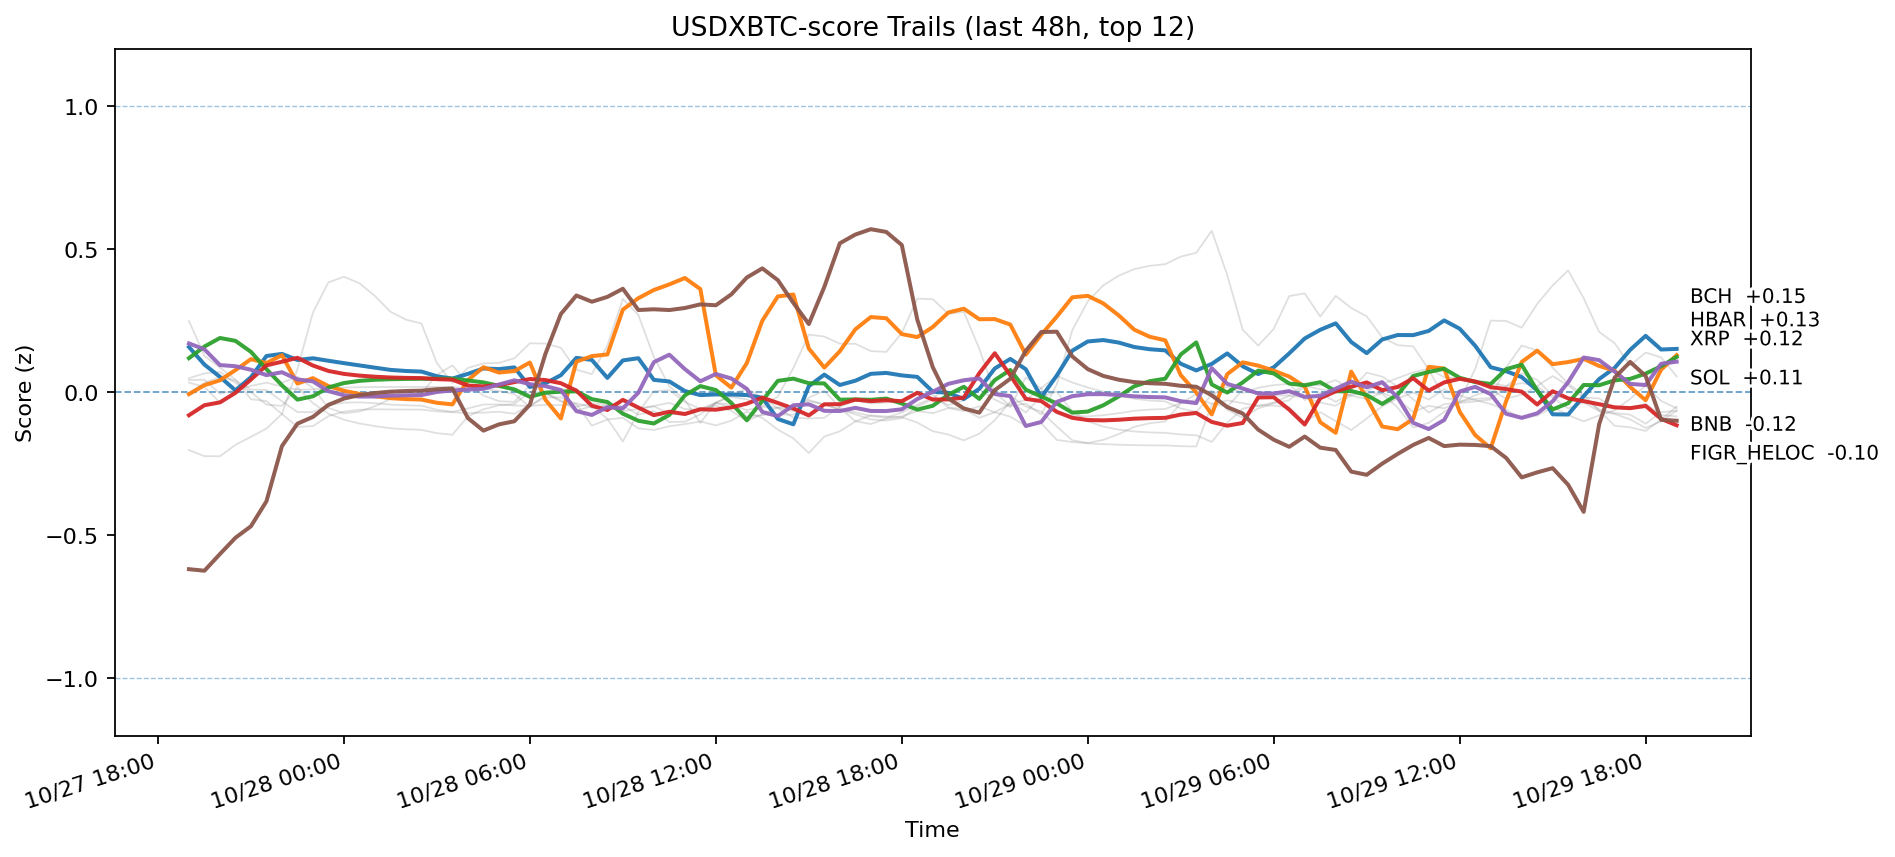 USDXBTC-score Trails (last 48h, top 12)
Score (z)
1.0
0.5
0.0
−0.5
−1.0
BCH +0.15
HBAR +0.13
XRP +0.12
SOL +0.11
BNB -0.12
FIGR_HELOC -0.10
10/27 18:00
10/28 00:00
10/28 06:00
10/28 12:00
10/28 18:00
10/29 00:00
10/29 06:00
10/29 12:00
10/29 18:00
Time